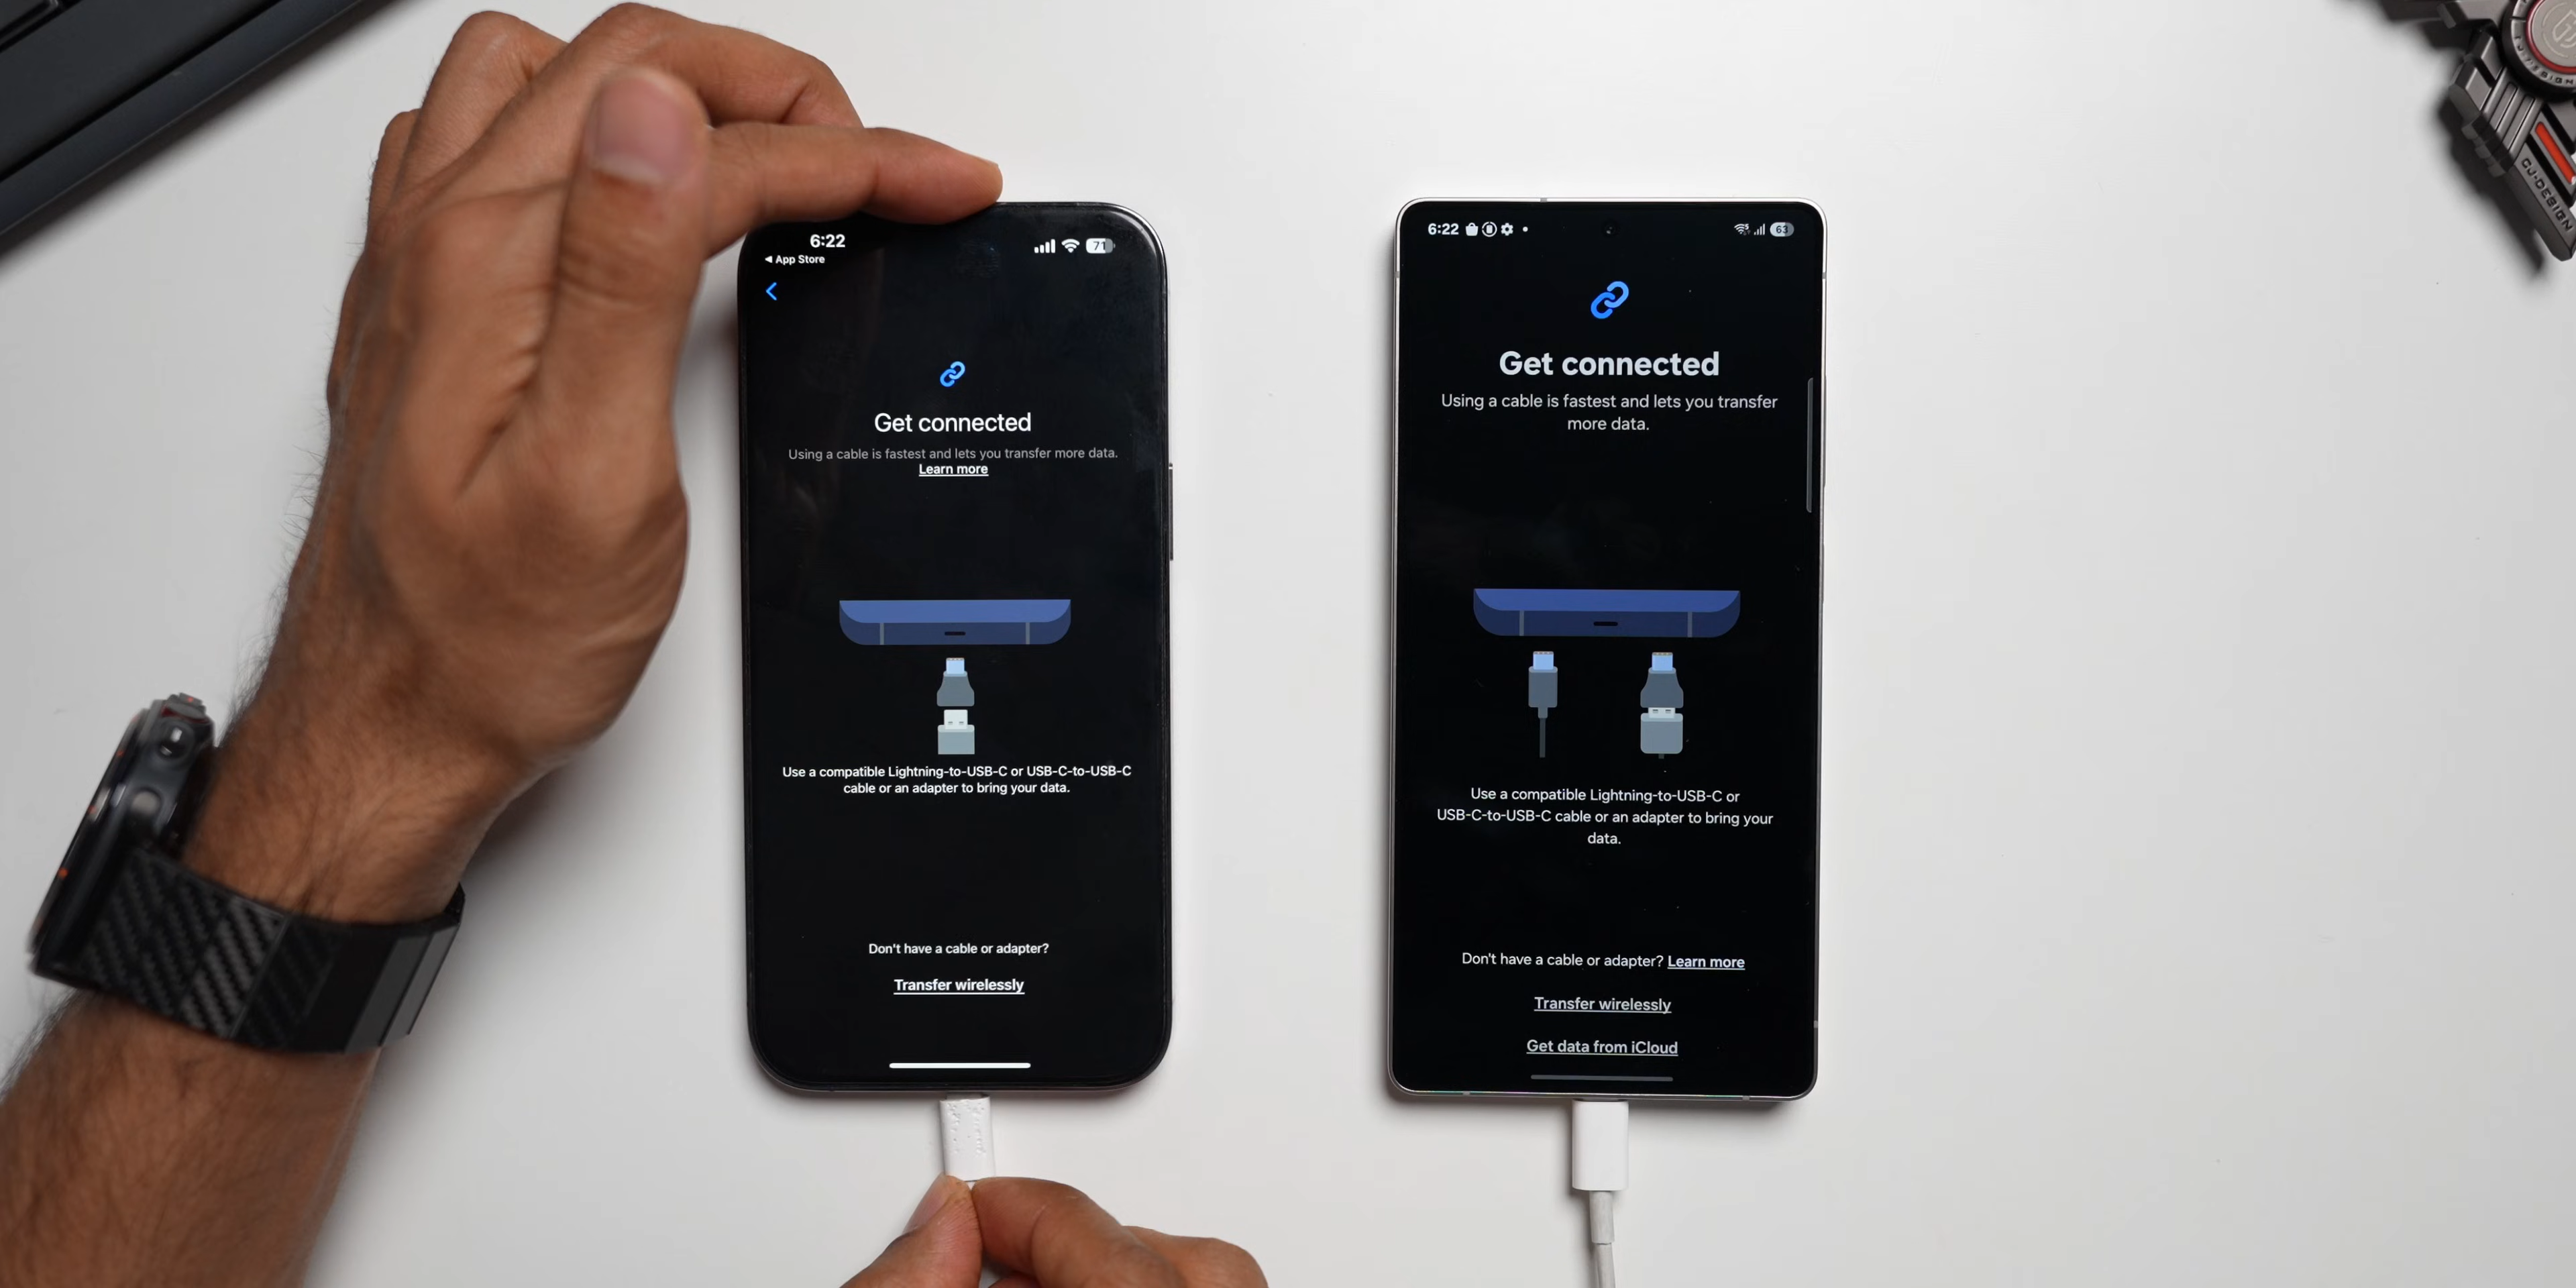 6:22
71
◀ App Store
Get connected
Using a cable is fastest and lets you transfer more data.
Learn more
Use a compatible Lightning-to-USB-C or USB-C-to-USB-C
cable or an adapter to bring your data.
Don't have a cable or adapter?
Transfer wirelessly
6:22
63
Get connected
Using a cable is fastest and lets you transfer
more data.
Use a compatible Lightning-to-USB-C or
USB-C-to-USB-C cable or an adapter to bring your
data.
Don't have a cable or adapter? Learn more
Transfer wirelessly
Get data from iCloud
CJ·DESIGN